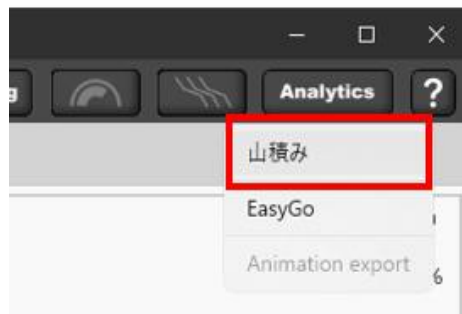 Analytics
?
山積み
EasyGo
Animation export
%